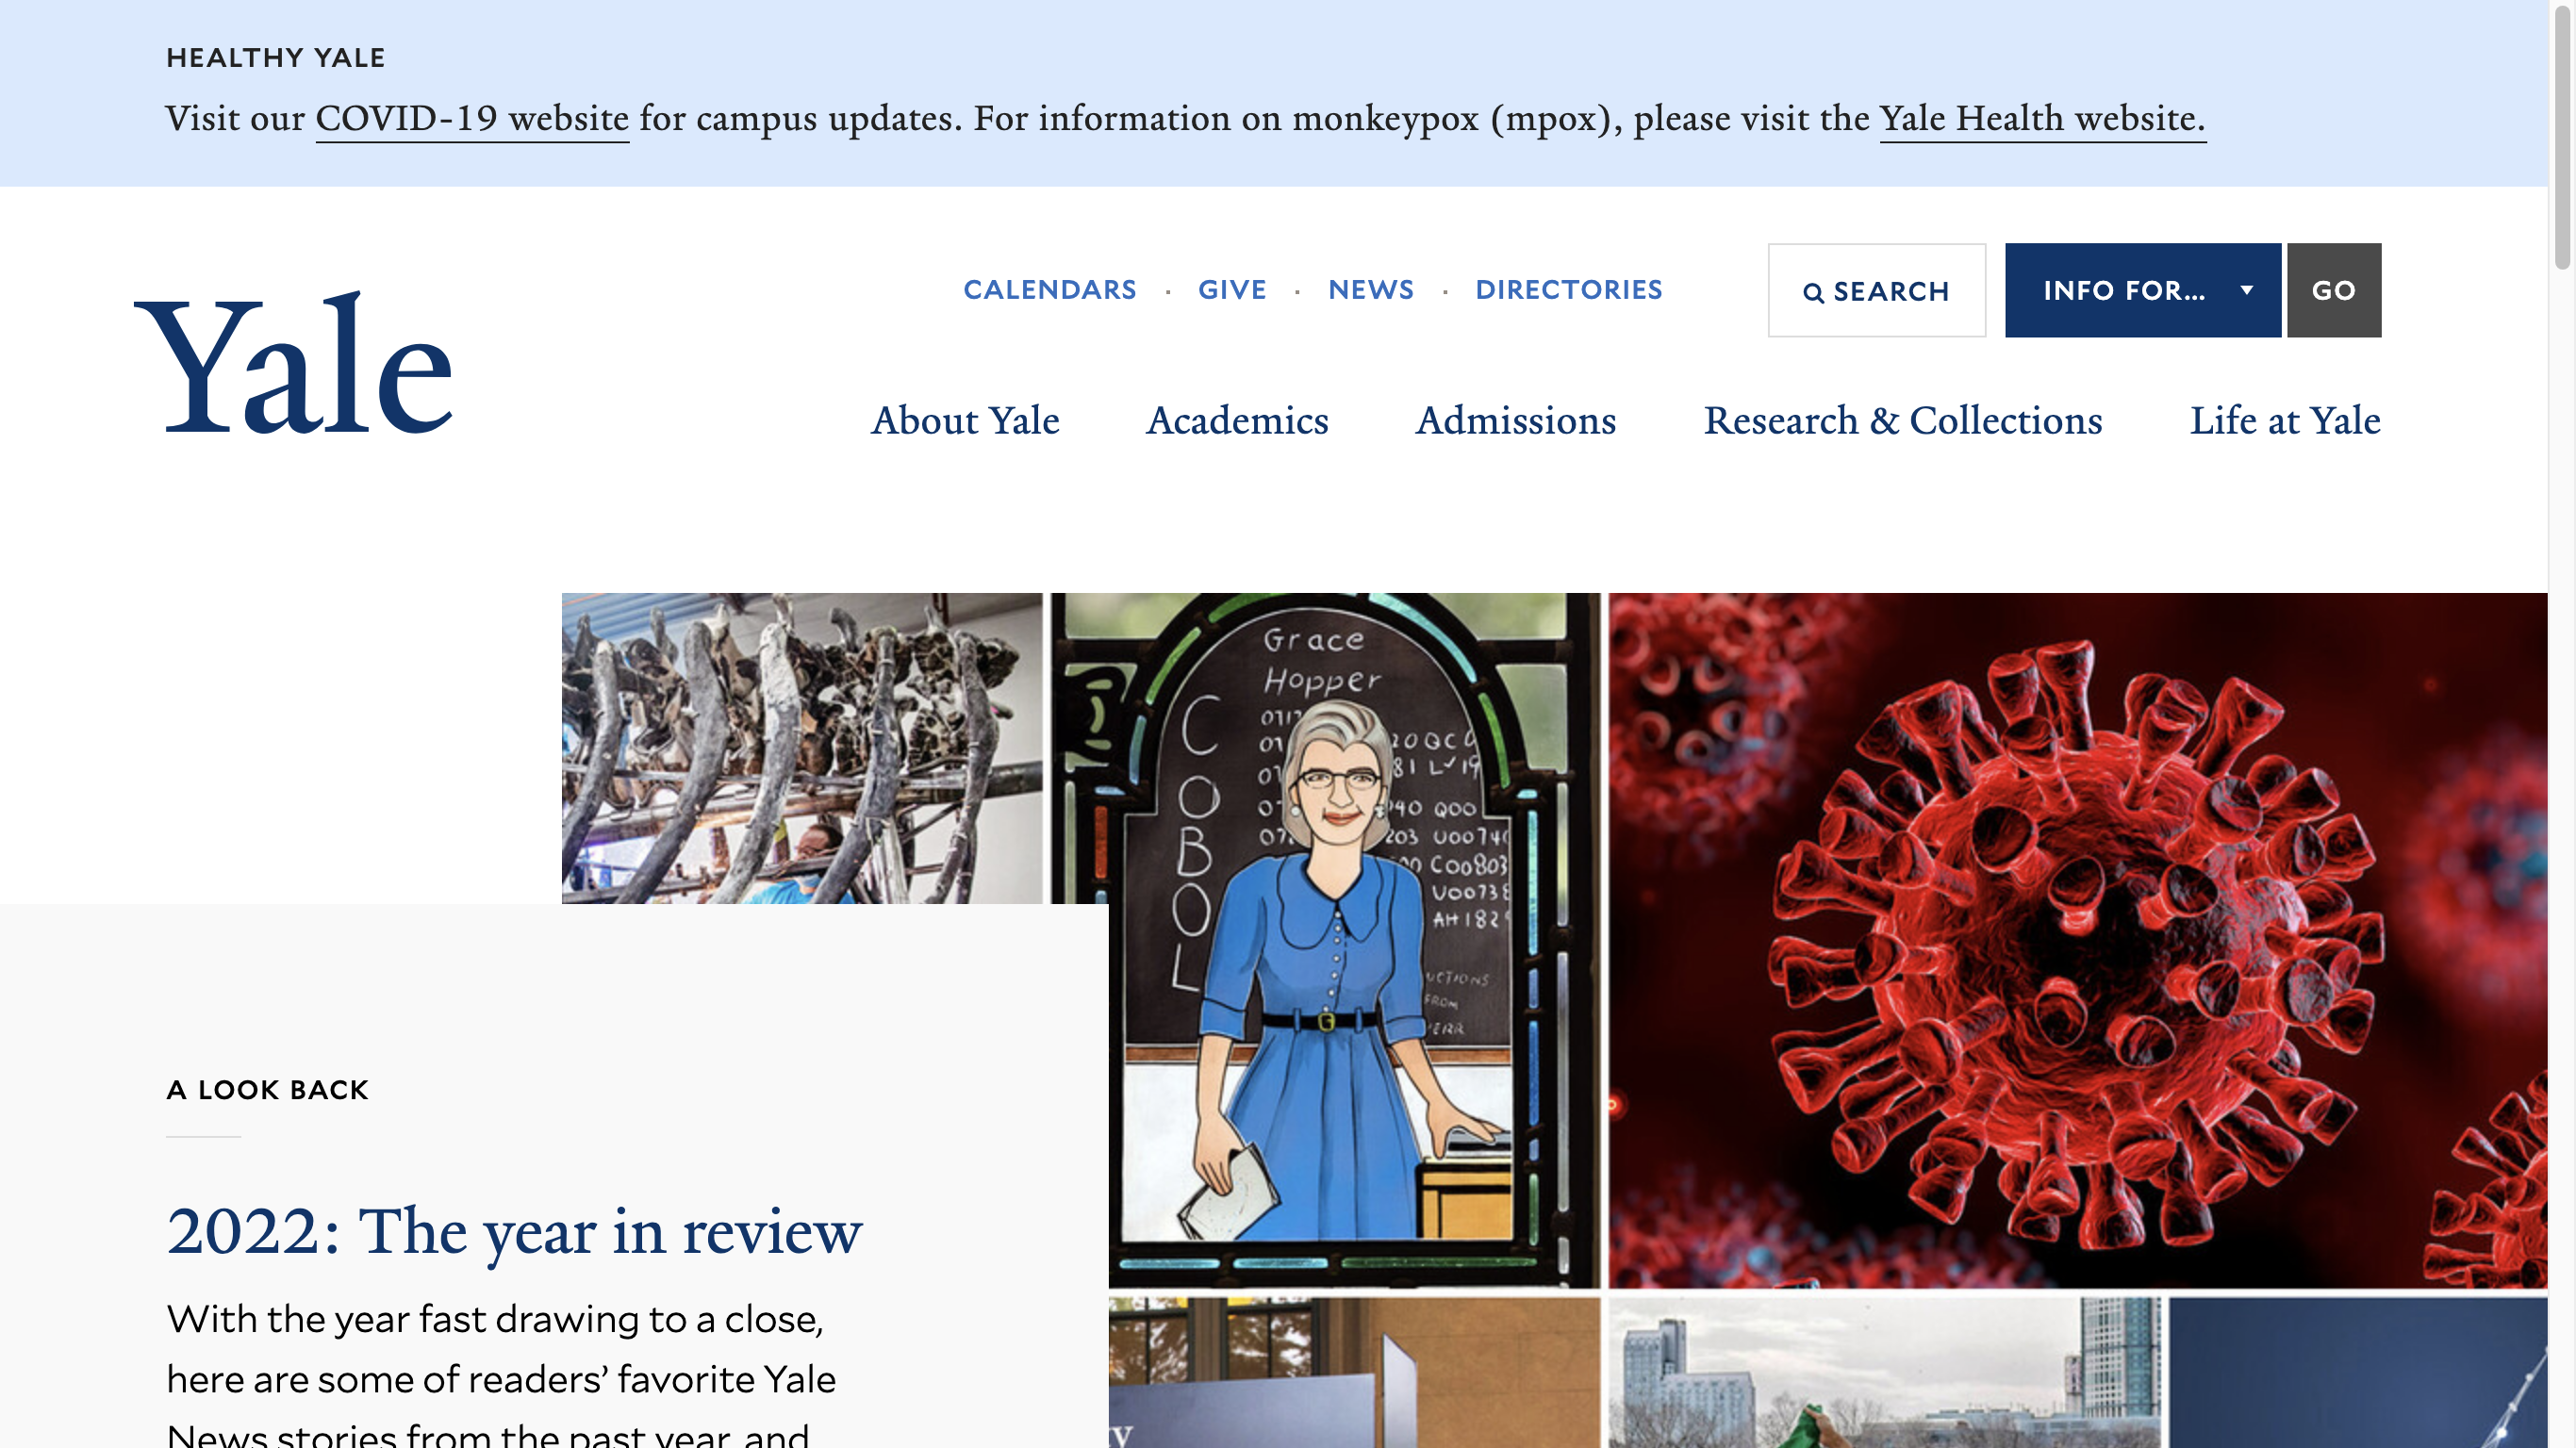 HEALTHY YALE
Visit our COVID-19 website for campus updates. For information on monkeypox (mpox), please visit the Yale Health website.
CALENDARS · GIVE · NEWS · DIRECTORIES
SEARCH
INFO FOR...
GO
Yale
About Yale
Academics
Admissions
Research & Collections
Life at Yale
Grace
Hopper
COBOL
A LOOK BACK
2022: The year in review
With the year fast drawing to a close,
here are some of readers’ favorite Yale
News stories from the past year, and